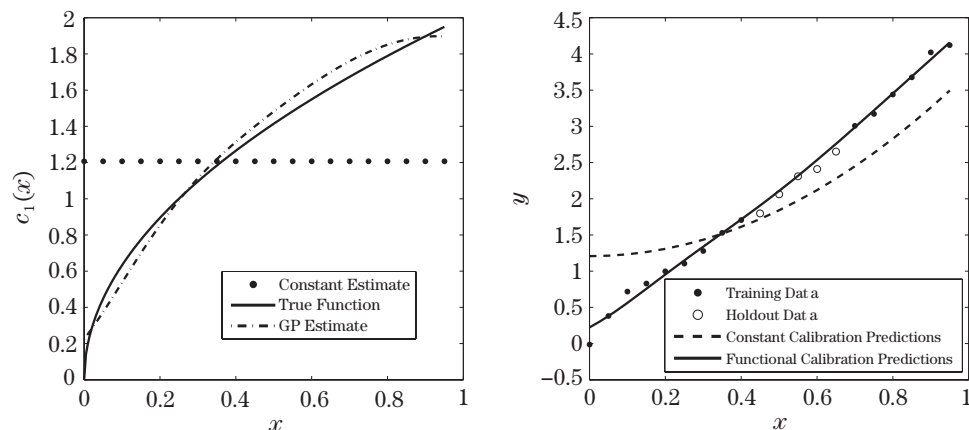 2
1.8
1.6
1.4
1.2
1
0.8
0.6
0.4
0.2
0
c₁(x)
Constant Estimate
True Function
GP Estimate
0 0.2 0.4 0.6 0.8 1
x
4.5
4
3.5
3
2.5
2
1.5
1
0.5
0
−0.5
y
Training Data
Holdout Data
Constant Calibration Predictions
Functional Calibration Predictions
0 0.2 0.4 0.6 0.8 1
x